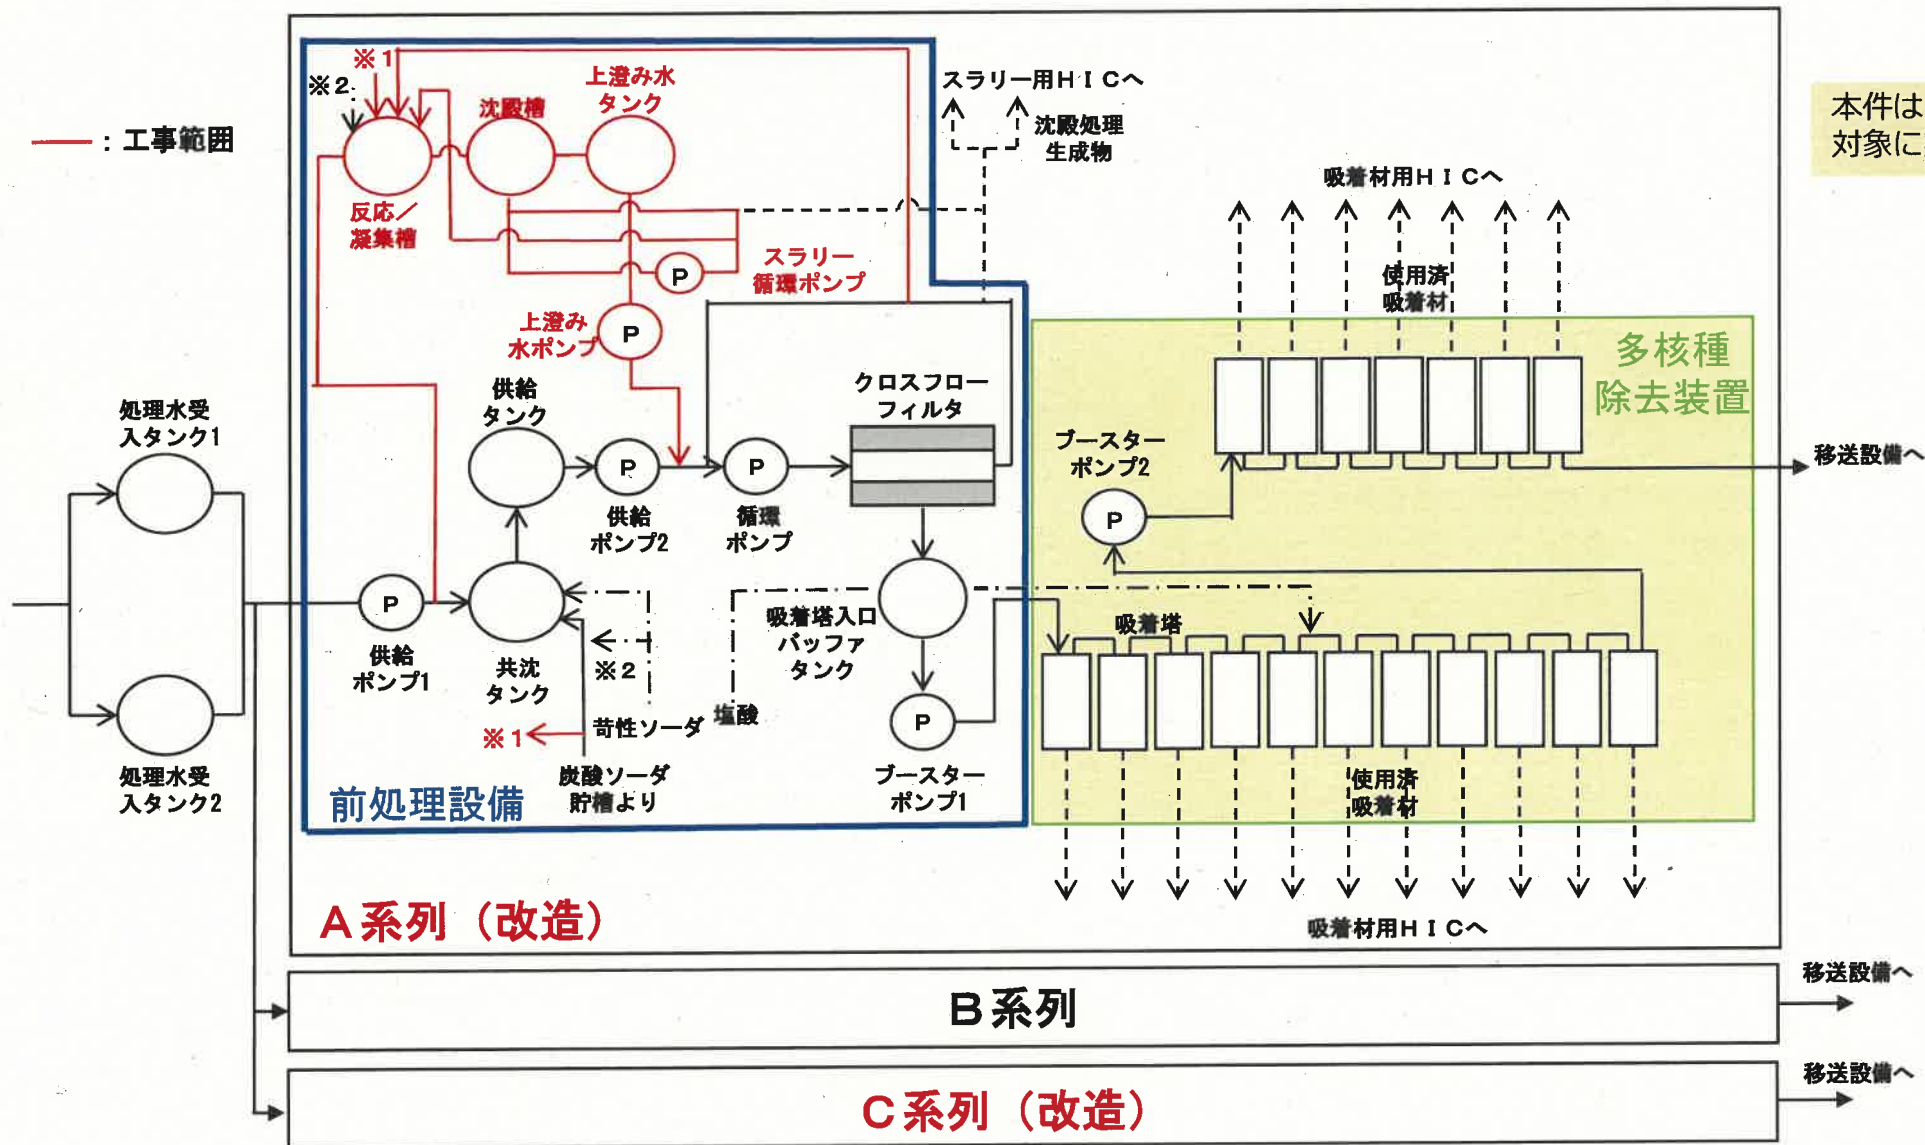 ※1
※2
上澄み水
タンク
沈殿槽
反応／
凝集槽
スラリー用ＨＩＣへ
沈殿処理
生成物
本件は
対象に
：工事範囲
吸着材用ＨＩＣへ
使用済
吸着材
多核種
除去装置
スラリー
循環ポンプ
P
上澄み
水ポンプ
P
供給
タンク
クロスフロー
フィルタ
処理水受
入タンク1
P
供給
ポンプ2
P
循環
ポンプ
ブースター
ポンプ2
P
移送設備へ
P
供給
ポンプ1
共沈
タンク
※2
苛性ソーダ
※1
炭酸ソーダ
貯槽より
塩酸
吸着塔入口
バッファ
タンク
吸着塔
P
ブースター
ポンプ1
使用済
吸着材
吸着材用ＨＩＣへ
処理水受
入タンク2
前処理設備
Ａ系列（改造）
Ｂ系列
移送設備へ
Ｃ系列（改造）
移送設備へ